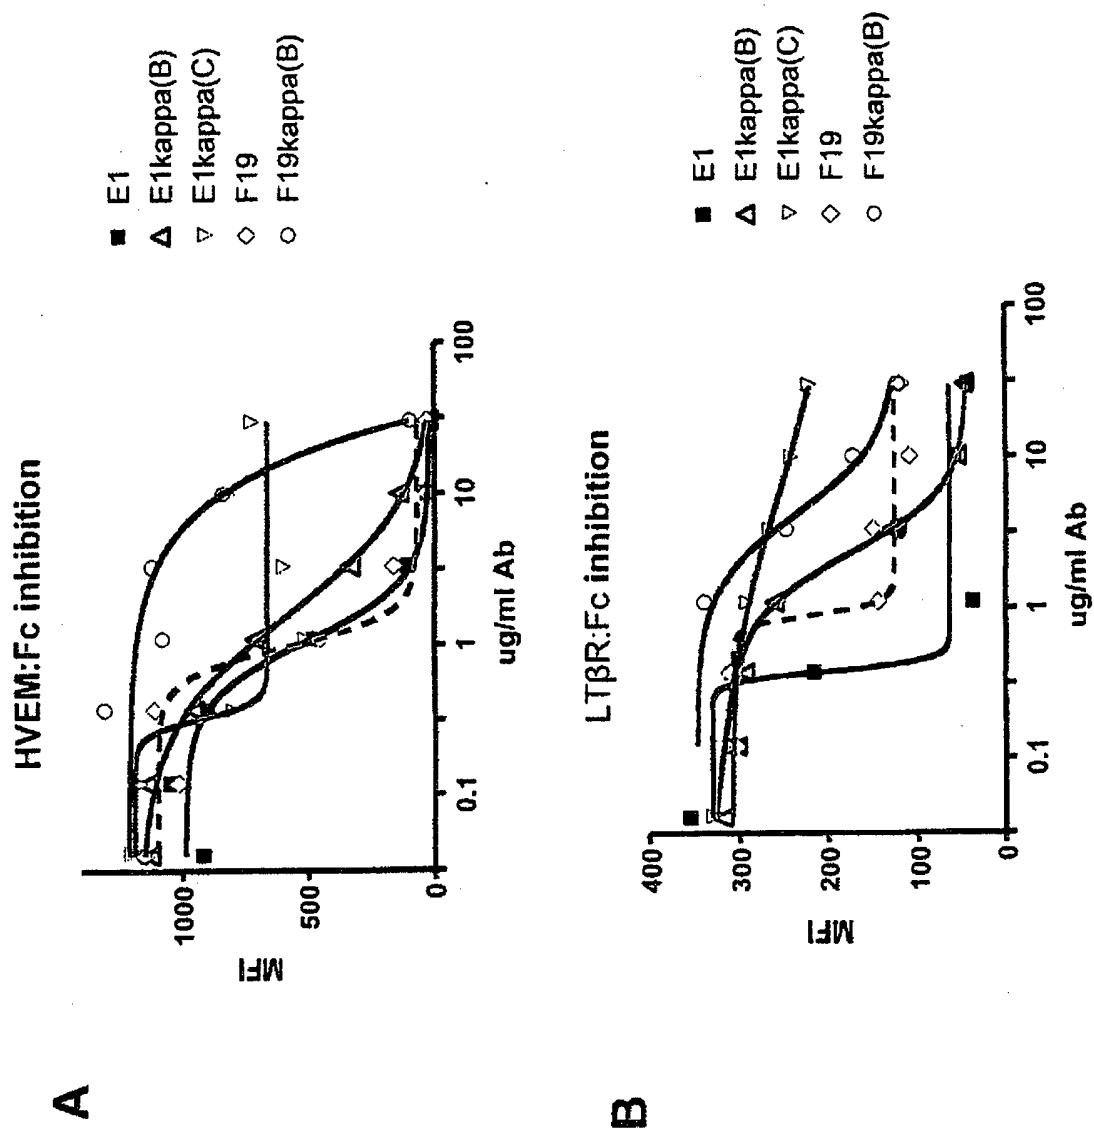 A
HVEM:Fc inhibition
MFI
1000
500
0
0.1
1
10
100
ug/ml Ab
E1
E1kappa(B)
E1kappa(C)
F19
F19kappa(B)
B
LTβR:Fc inhibition
MFI
400
300
200
100
0
0.1
1
10
100
ug/ml Ab
E1
E1kappa(B)
E1kappa(C)
F19
F19kappa(B)